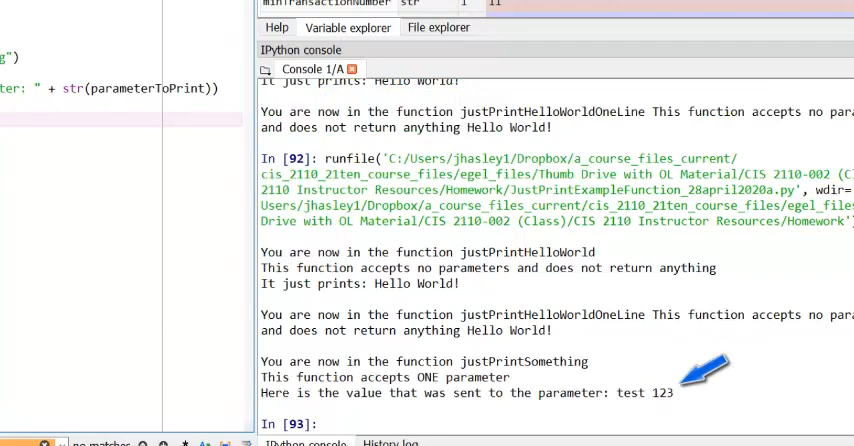 minTransactionNumber str 1 11
Help Variable explorer File explorer
IPython console
Console 1/A
It just prints: Hello World!
You are now in the function justPrintHelloWorldOneLine This function accepts no para
and does not return anything Hello World!
In [92]: runfile('C:/Users/jhasley1/Dropbox/a_course_files_current/
cis_2110_21ten_course_files/egel_files/Thumb Drive with OL Material/CIS 2110-002 (Cl
2110 Instructor Resources/Homework/JustPrintExampleFunction_28april2020a.py', wdir=
Users/jhasley1/Dropbox/a_course_files_current/cis_2110_21ten_course_files/egel_files
Drive with OL Material/CIS 2110-002 (Class)/CIS 2110 Instructor Resources/Homework')
You are now in the function justPrintHelloWorld
This function accepts no parameters and does not return anything
It just prints: Hello World!
You are now in the function justPrintHelloWorldOneLine This function accepts no para
and does not return anything Hello World!
You are now in the function justPrintSomething
This function accepts ONE parameter
Here is the value that was sent to the parameter: test 123
In [93]:
IPython console History log
g")
ter: " + str(parameterToPrint))
no matches